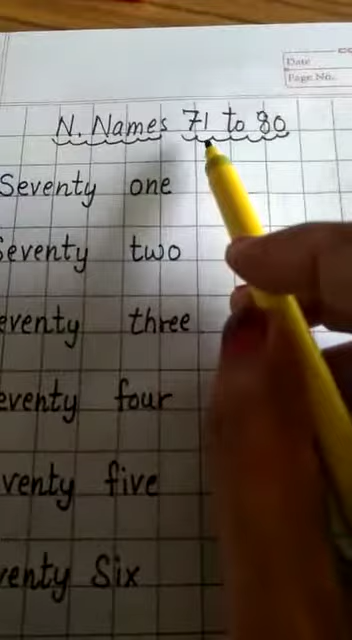 Date
Page No.
N. Names 71 to 80
Seventy one
Seventy two
eventy three
eventy four
venty five
venty Six